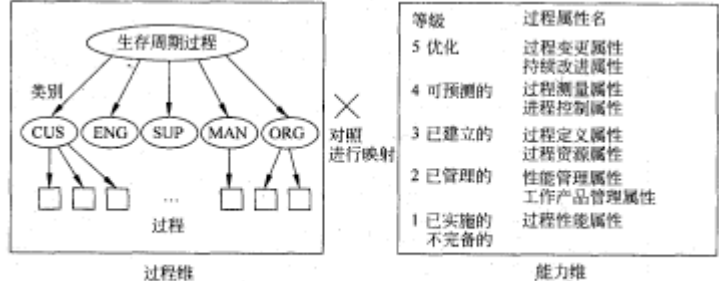 生存周期过程
类别
CUS
ENG
SUP
MAN
ORG
...
过程
过程维
对照
进行映射
等级 过程属性名
5 优化 过程变更属性
持续改进属性
4 可预测的 过程测量属性
进程控制属性
3 已建立的 过程定义属性
过程资源属性
2 已管理的 性能管理属性
工作产品管理属性
1 已实施的 过程性能属性
不完备的
能力维